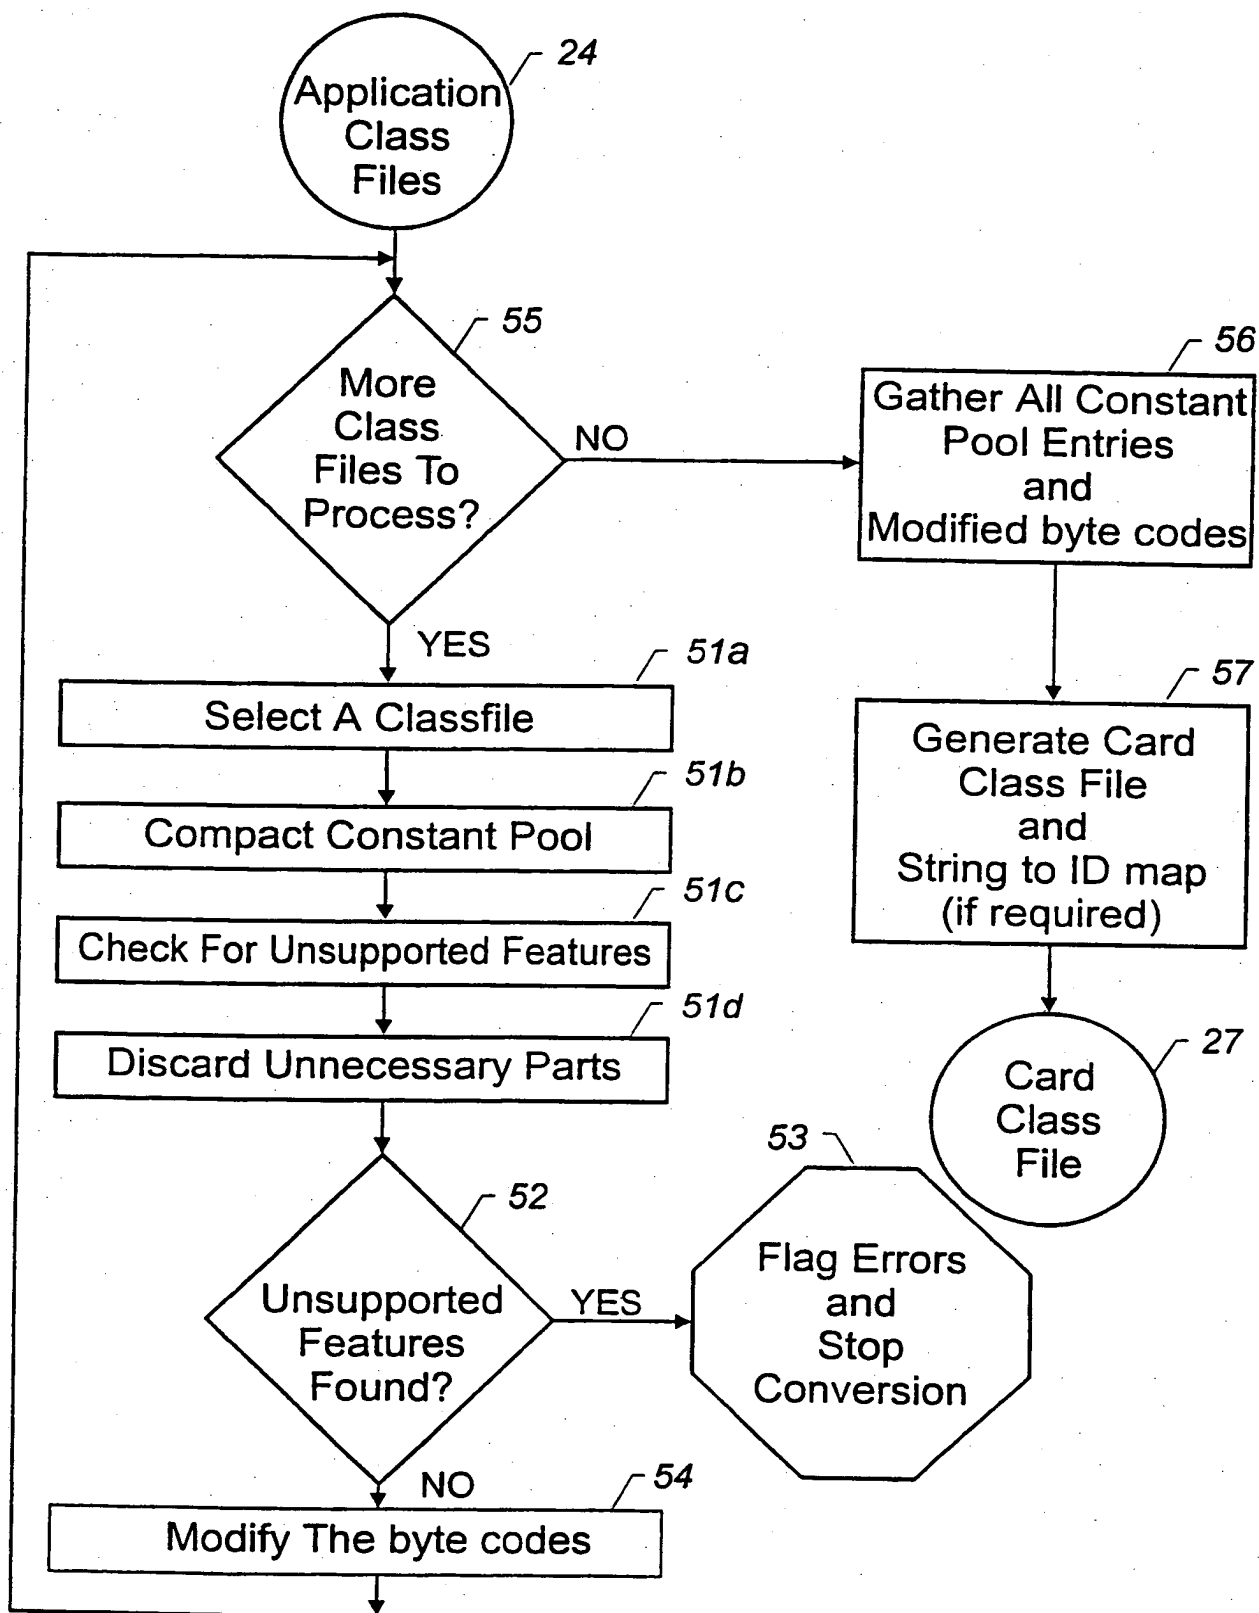 24
Application
Class
Files
55
More
Class
Files To
Process?
NO
YES
56
Gather All Constant
Pool Entries
and
Modified byte codes
51a
Select A Classfile
57
Generate Card
Class File
and
String to ID map
(if required)
51b
Compact Constant Pool
51c
Check For Unsupported Features
51d
Discard Unnecessary Parts
27
Card
Class
File
52
Unsupported
Features
Found?
YES
NO
53
Flag Errors
and
Stop
Conversion
54
Modify The byte codes